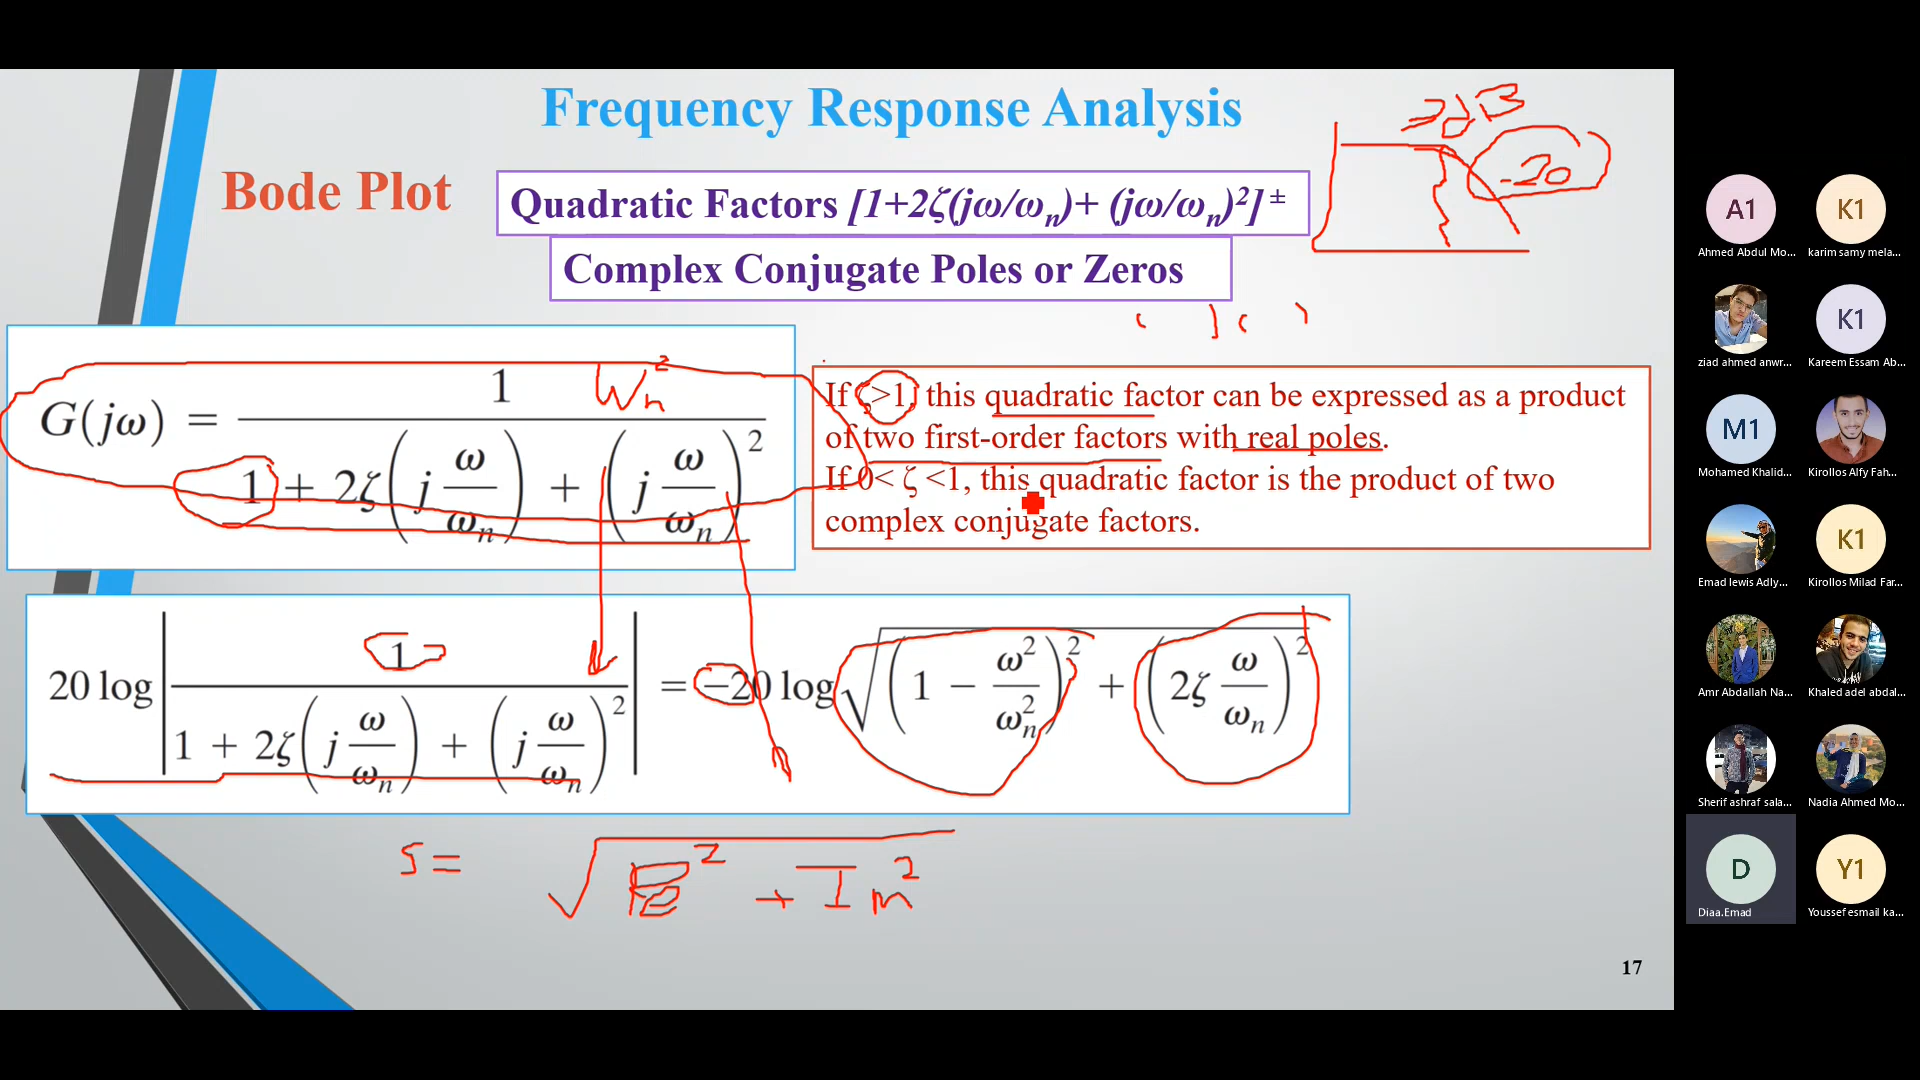 Frequency Response Analysis
Bode Plot
Quadratic Factors [1+2ζ(jω/ωn)+ (jω/ωn)²] ±
Complex Conjugate Poles or Zeros
3dB
-20
G(jω) = 1 / (1 + 2ζ(j ω/ωn) + (j ω/ωn)²)
Wn²
If ζ>1, this quadratic factor can be expressed as a product
of two first-order factors with real poles.
If 0< ζ <1, this quadratic factor is the product of two
complex conjugate factors.
20 log | 1 / (1 + 2ζ(j ω/ωn) + (j ω/ωn)²) | = −20 log √((1 − ω²/ωn²)² + (2ζ ω/ωn)²)
S = √(Re² + Im²)
17
A1
Ahmed Abdul Mo...
K1
karim samy mela...
ziad ahmed anwr...
K1
Kareem Essam Ab...
M1
Mohamed Khalid...
Kirollos Alfy Fah...
Emad lewis Adly...
K1
Kirollos Milad Far...
Amr Abdallah Na...
Khaled adel abdal...
Sherif ashraf sala...
Nadia Ahmed Mo...
D
Diaa.Emad
Y1
Youssef esmail ka...